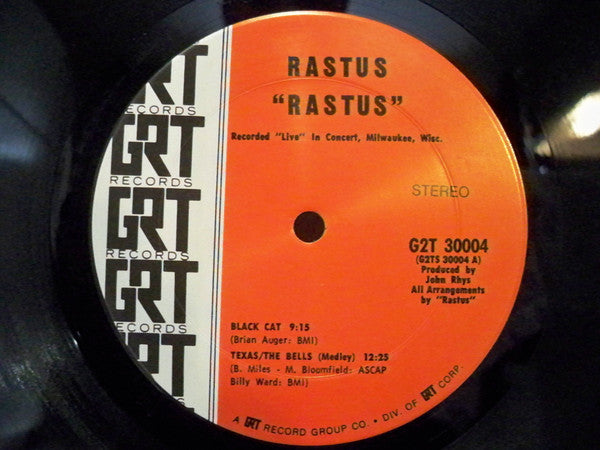 RT
ECORDS
GRT
RECORDS
GRT
RECORDS
GRT
RECORDS
GRT
RASTUS
"RASTUS"
Recorded "Live" In Concert, Milwaukee, Wisc.
STEREO
G2T 30004
(G2TS 30004 A)
Produced by
John Rhys
All Arrangements
by "Rastus"
BLACK CAT 9:15
(Brian Auger: BMI)
TEXAS/THE BELLS (Medley) 12:25
(B. Miles - M. Bloomfield: ASCAP
Billy Ward: BMI)
A GRT RECORD GROUP CO. • DIV. OF GRT CORP.